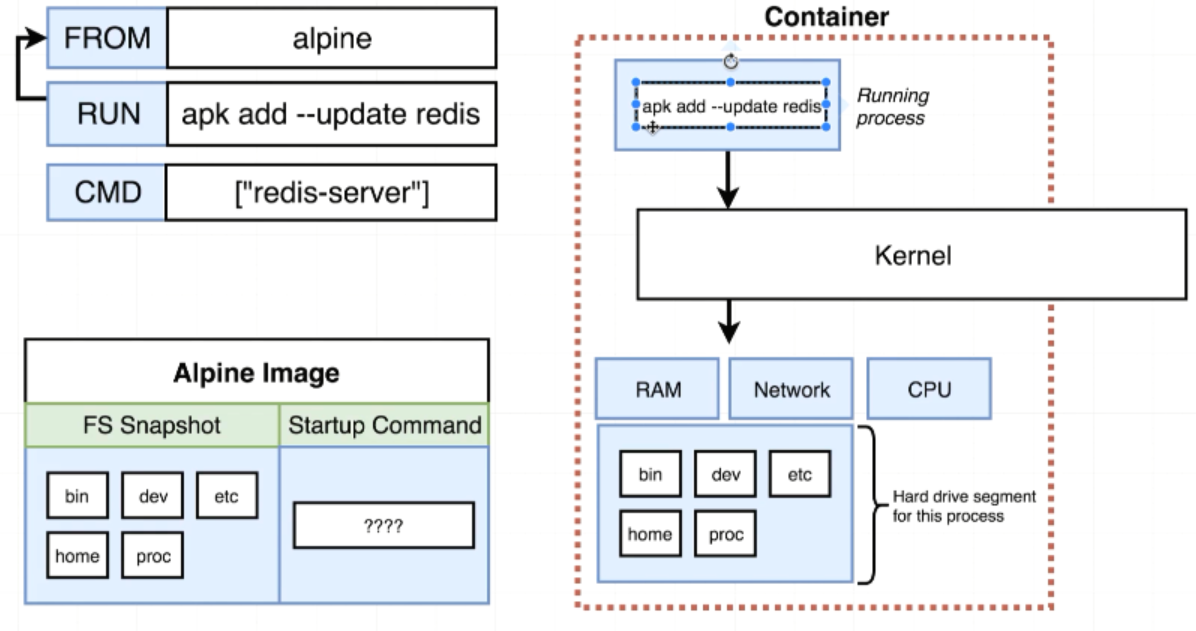 FROM alpine
RUN apk add --update redis
CMD ["redis-server"]
Alpine Image
FS Snapshot Startup Command
bin dev etc
home proc
????
Container
apk add --update redis
Running
process
Kernel
RAM Network CPU
bin dev etc
home proc
Hard drive segment
for this process